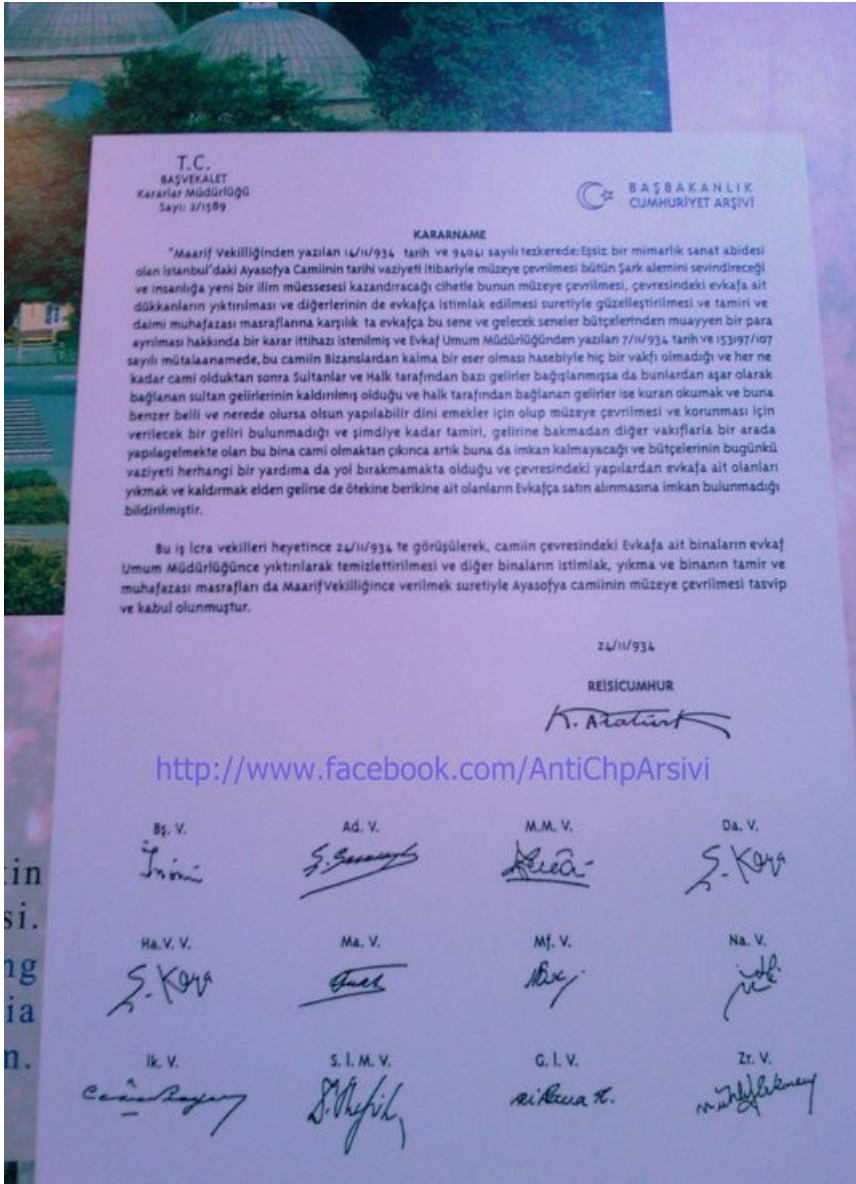 T.C.
BAŞVEKALET
Kararlar Müdürlüğü
Sayı: 2/1589
BAŞBAKANLIK
CUMHURİYET ARŞİVİ
KARARNAME
"Maarif Vekilliğinden yazılan 14/11/934 tarih ve 94041 sayılı tezkerede: Eşsiz bir mimarlık sanat abidesi
olan İstanbul'daki Ayasofya Camiinin tarihi vaziyeti itibariyle müzeye çevrilmesi bütün Şark alemini sevindireceği
ve insanlığa yeni bir ilim müessesesi kazandıracağı cihetle bunun müzeye çevrilmesi, çevresindeki evkafa ait
dükkanların yıktırılması ve diğerlerinin de evkafça istimlak edilmesi suretiyle güzelleştirilmesi ve tamiri ve
daimi muhafazası masraflarına karşılık ta evkafça bu sene ve gelecek seneler bütçelerinden muayyen bir para
ayrılması hakkında bir karar ittihazı istenilmiş ve Evkaf Umum Müdürlüğünden yazılan 7/11/934 tarih ve 153197/107
sayılı mütalaanamede, bu camiin Bizanslardan kalma bir eser olması hasebiyle hiç bir vakfı olmadığı ve her ne
kadar cami olduktan sonra Sultanlar ve Halk tarafından bazı gelirler bağışlanmışsa da bunlardan aşar olarak
bağlanan sultan gelirlerinin kaldırılmış olduğu ve halk tarafından bağlanan gelirler ise kuran okumak ve buna
benzer belli ve nerede olursa olsun yapılabilir dini emekler için olup müzeye çevrilmesi ve korunması için
verilecek bir geliri bulunmadığı ve şimdiye kadar tamiri, gelirine bakmadan diğer vakıflarla bir arada
yapılagelmekte olan bu bina cami olmaktan çıkınca artık buna da imkan kalmayacağı ve bütçelerinin bugünkü
vaziyeti herhangi bir yardıma da yol bırakmamakta olduğu ve çevresindeki yapılardan evkafa ait olanları
yıkmak ve kaldırmak elden gelirse de ötekine berikine ait olanların Evkafça satın alınmasına imkan bulunmadığı
bildirilmiştir.
Bu iş İcra vekilleri heyetince 24/11/934 te görüşülerek, camiin çevresindeki Evkafa ait binaların evkaf
Umum Müdürlüğünce yıktırılarak temizlettirilmesi ve diğer binaların istimlak, yıkma ve binanın tamir ve
muhafazası masrafları da Maarif Vekilliğince verilmek suretiyle Ayasofya camiinin müzeye çevrilmesi tasvip
ve kabul olunmuştur.
24/11/934
REİSİCUMHUR
K. Atatürk
http://www.facebook.com/AntiChpArsivi
Bş. V. Ad. V. M.M. V. Da. V.
İnönü Ş. Kaya
Ha. V. V. Ma. V. Mf. V. Na. V.
Ş. Kaya
İk. V. S. İ. M. V. G. İ. V. Zr. V.
in
si.
ng
ia
n.